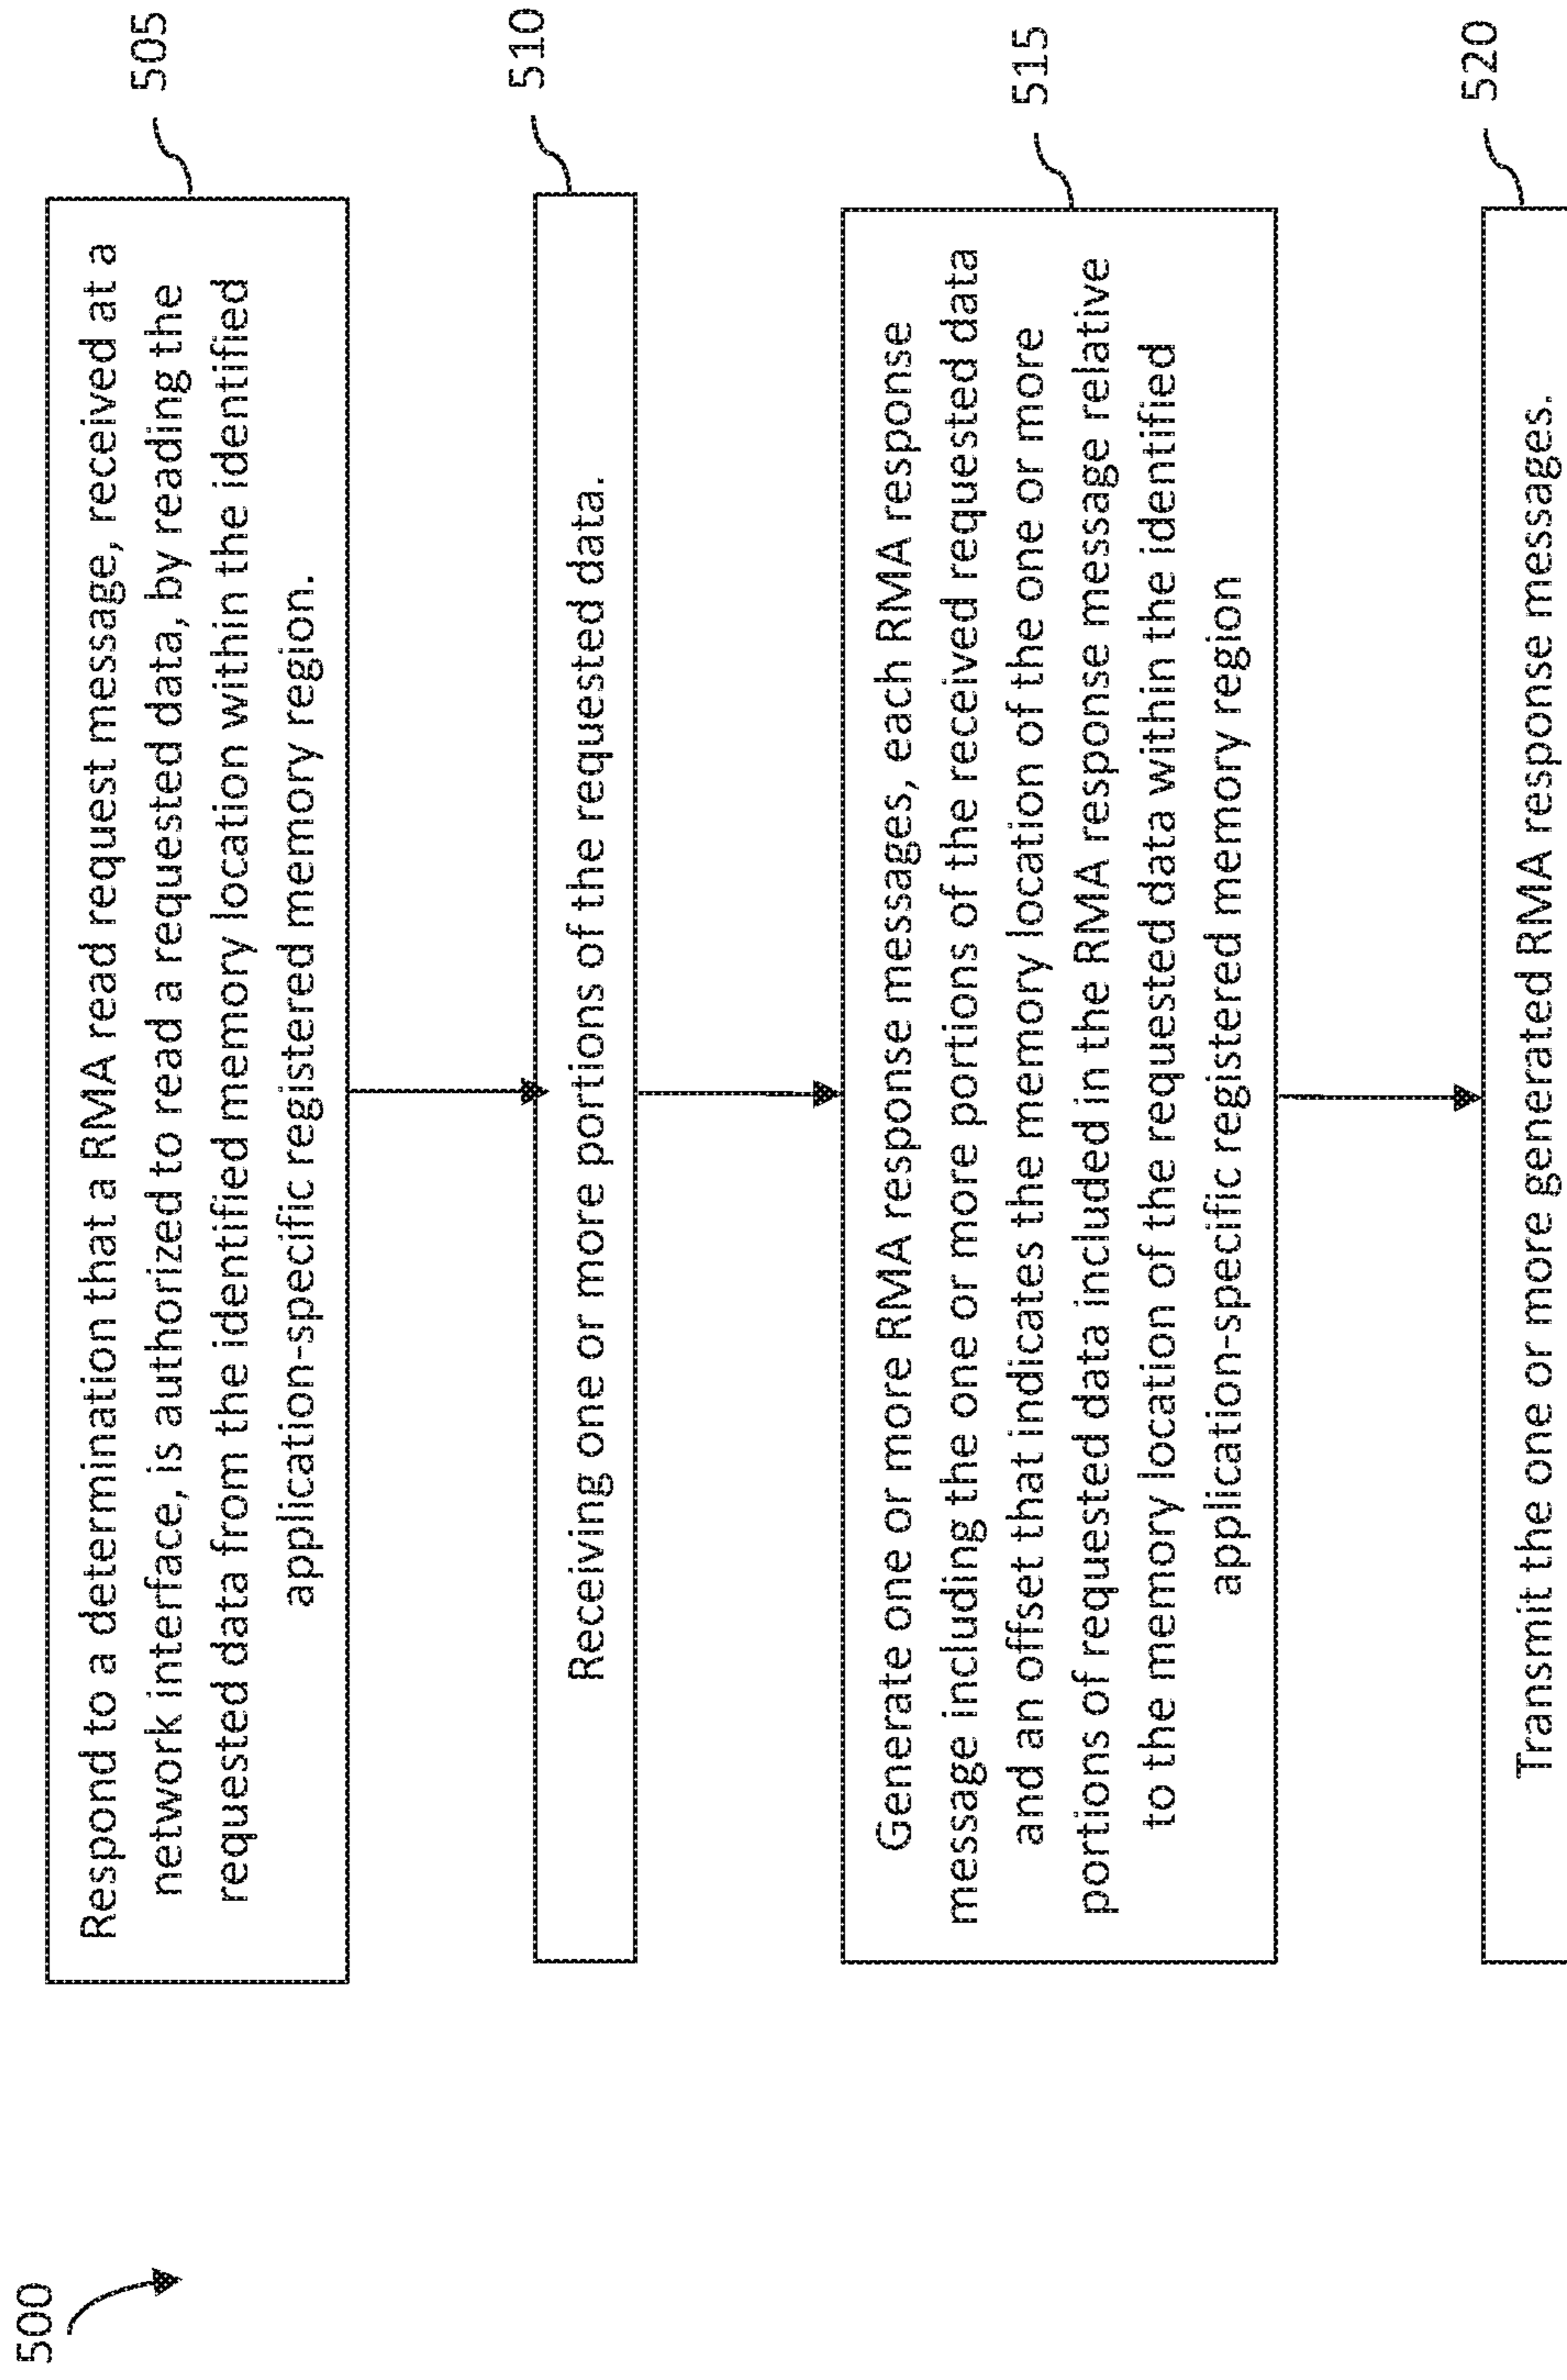 500
Respond to a determination that a RMA read request message, received at a
network interface, is authorized to read a requested data, by reading the
requested data from the identified memory location within the identified
application-specific registered memory region.
505
Receiving one or more portions of the requested data.
510
Generate one or more RMA response messages, each RMA response
message including the one or more portions of the received requested data
and an offset that indicates the memory location of the one or more
portions of requested data included in the RMA response message relative
to the memory location of the requested data within the identified
application-specific registered memory region
515
Transmit the one or more generated RMA response messages.
520